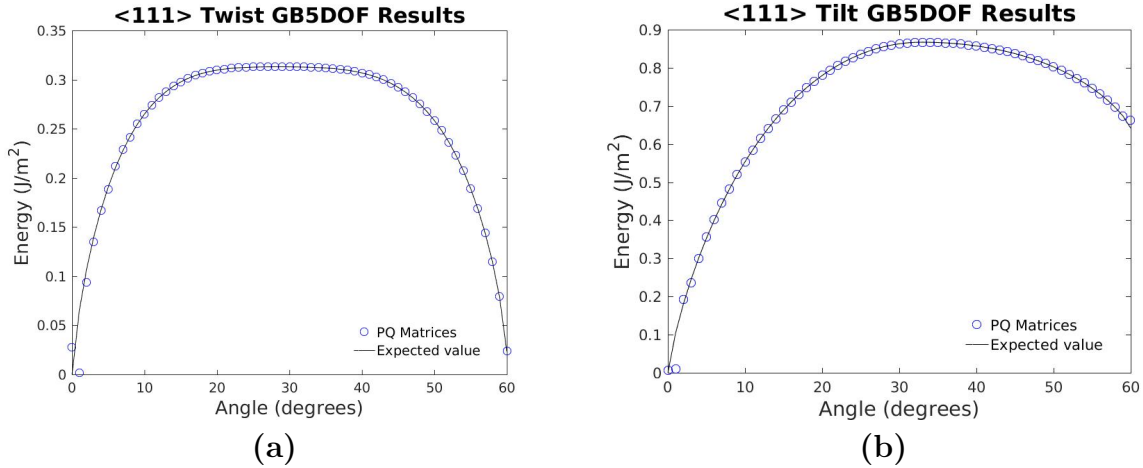 <111> Twist GB5DOF Results
0.35
0.3
0.25
0.2
0.15
0.1
0.05
0
Energy (J/m²)
PQ Matrices
Expected value
0 10 20 30 40 50 60
Angle (degrees)
(a)
<111> Tilt GB5DOF Results
0.9
0.8
0.7
0.6
0.5
0.4
0.3
0.2
0.1
0
Energy (J/m²)
PQ Matrices
Expected value
0 10 20 30 40 50 60
Angle (degrees)
(b)